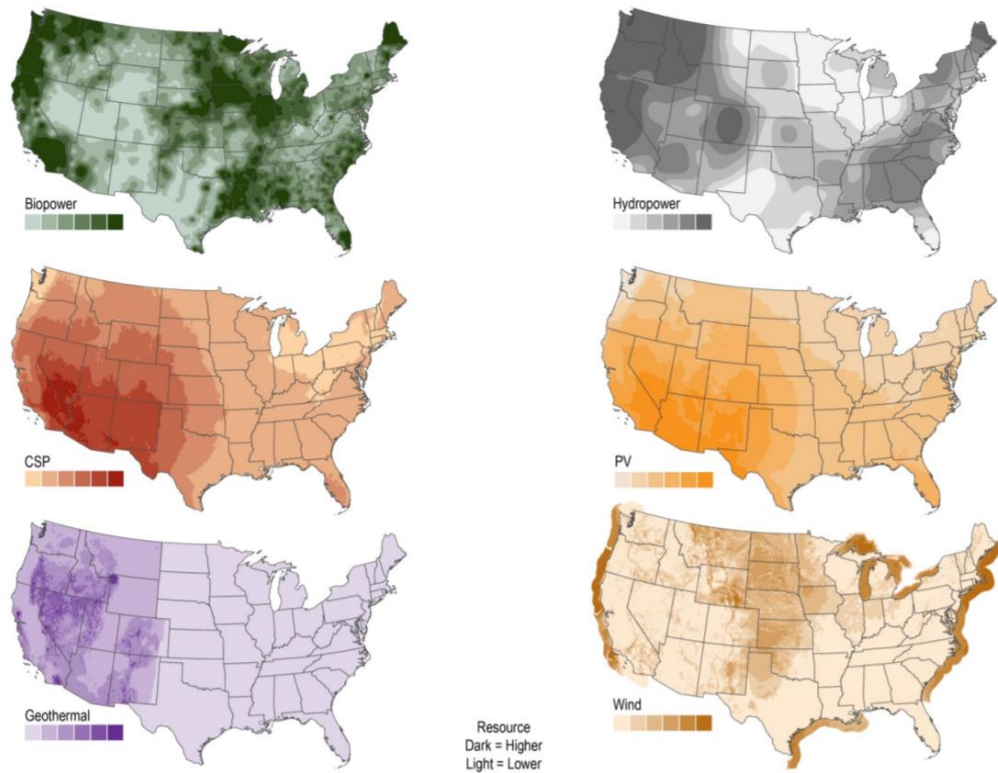 Biopower
Hydropower
CSP
PV
Geothermal
Wind
Resource
Dark = Higher
Light = Lower